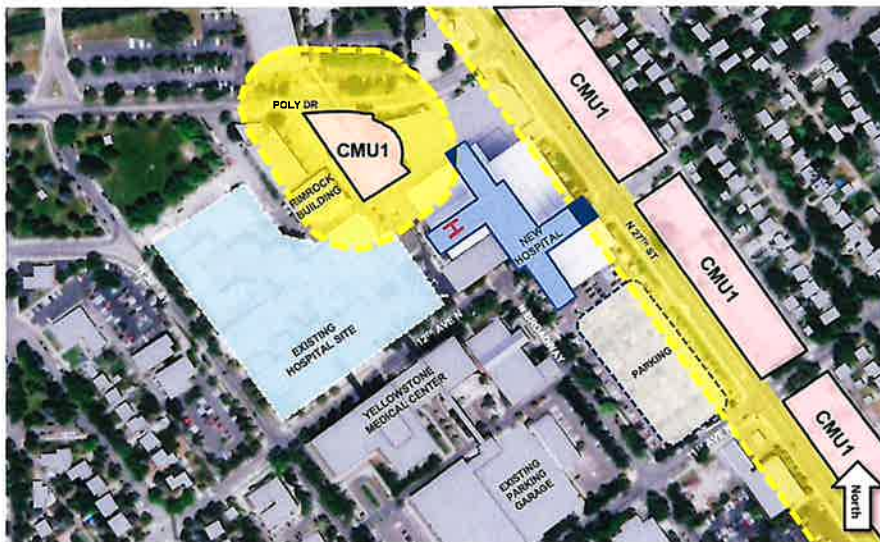 CMU1
POLY DR
CMU1
RIMROCK
BUILDING
H
NEW
HOSPITAL
N 27TH ST
CMU1
EXISTING
HOSPITAL SITE
12TH AVE N
BROADWAY
PARKING
YELLOWSTONE
MEDICAL CENTER
CMU1
EXISTING
PARKING
GARAGE
North